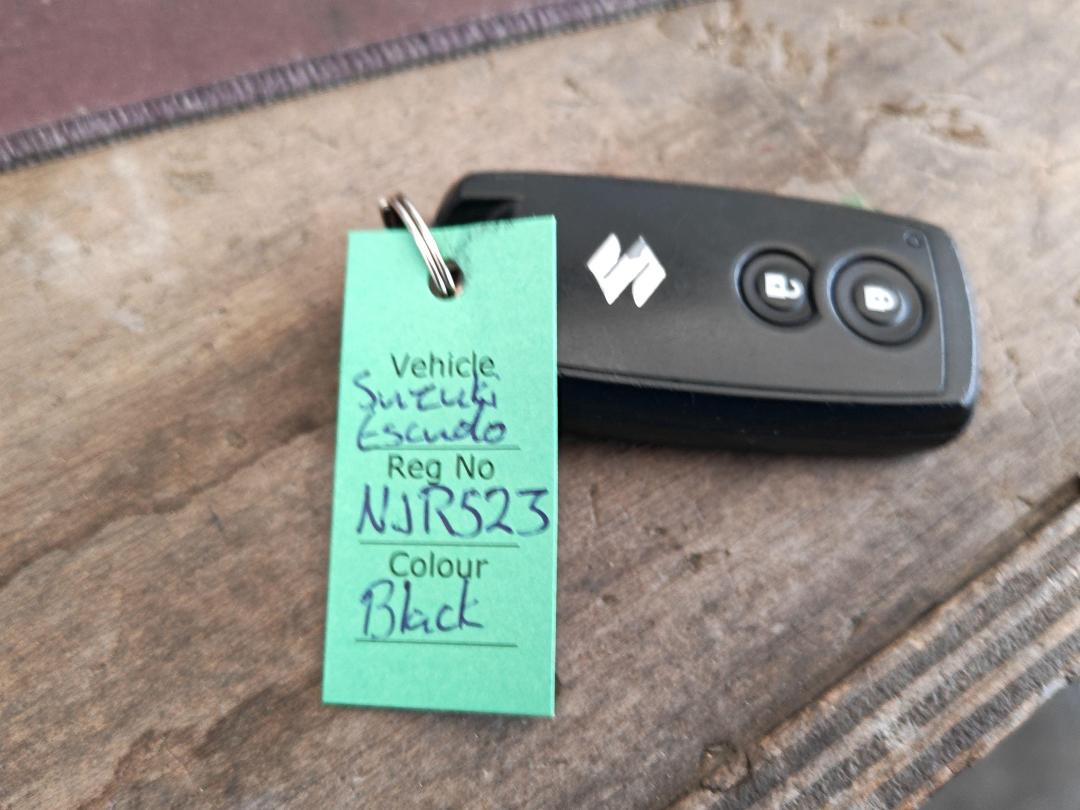 Vehicle
Suzuki
Escudo
Reg No
NJR523
Colour
Black